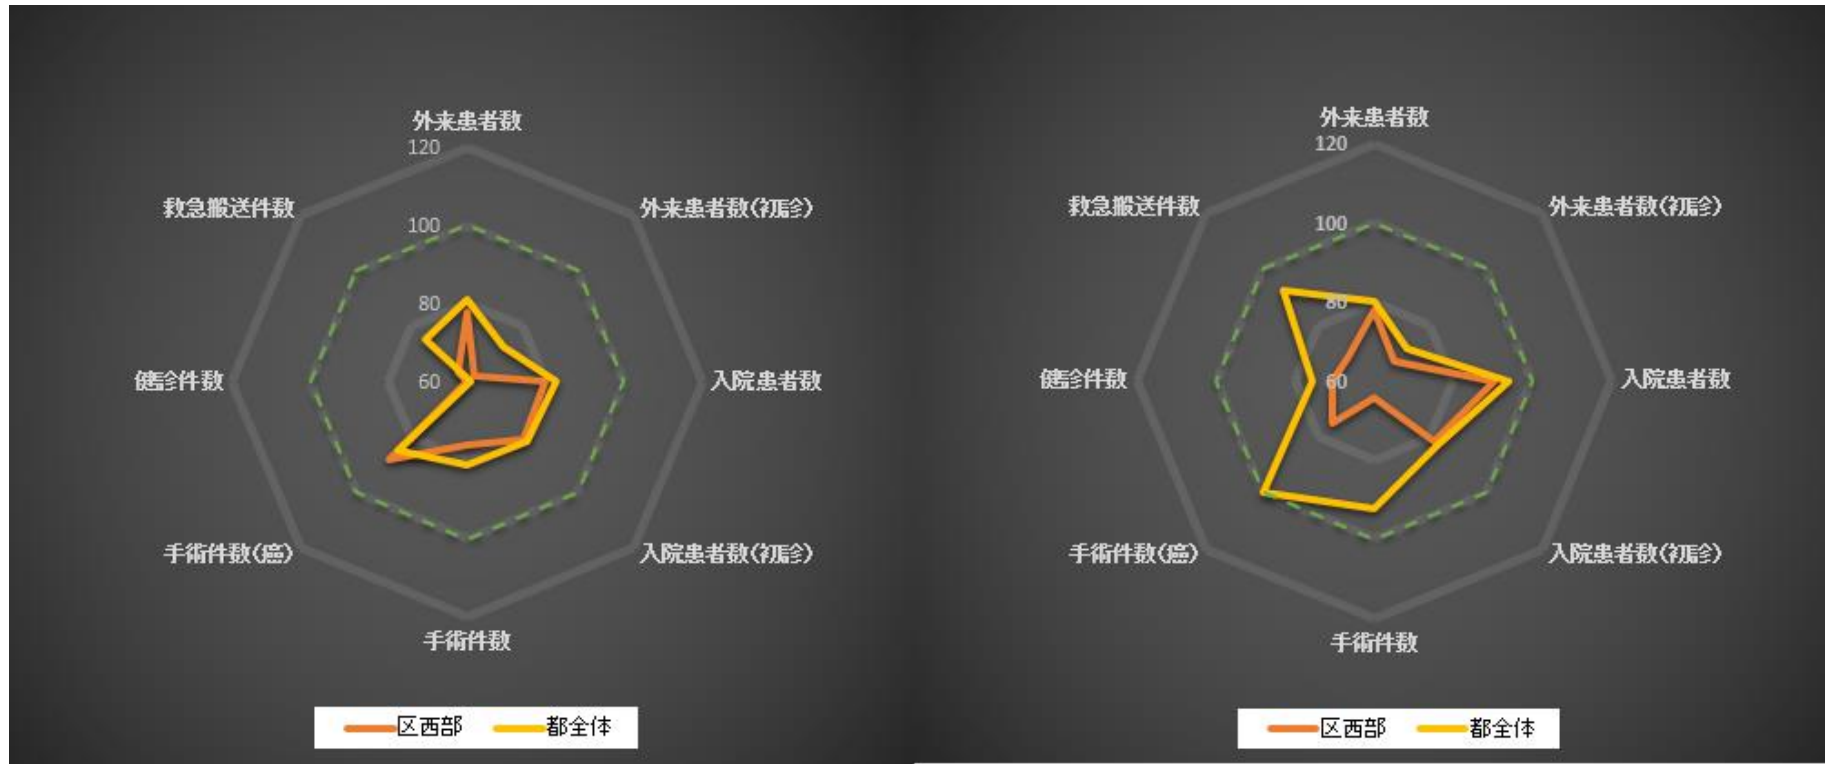 外来患者数
120
救急搬送件数
外来患者数(初診)
100
80
健診件数
60
入院患者数
手術件数(癌)
入院患者数(初診)
手術件数
区西部
都全体
外来患者数
120
救急搬送件数
外来患者数(初診)
100
80
健診件数
60
入院患者数
手術件数(癌)
入院患者数(初診)
手術件数
区西部
都全体